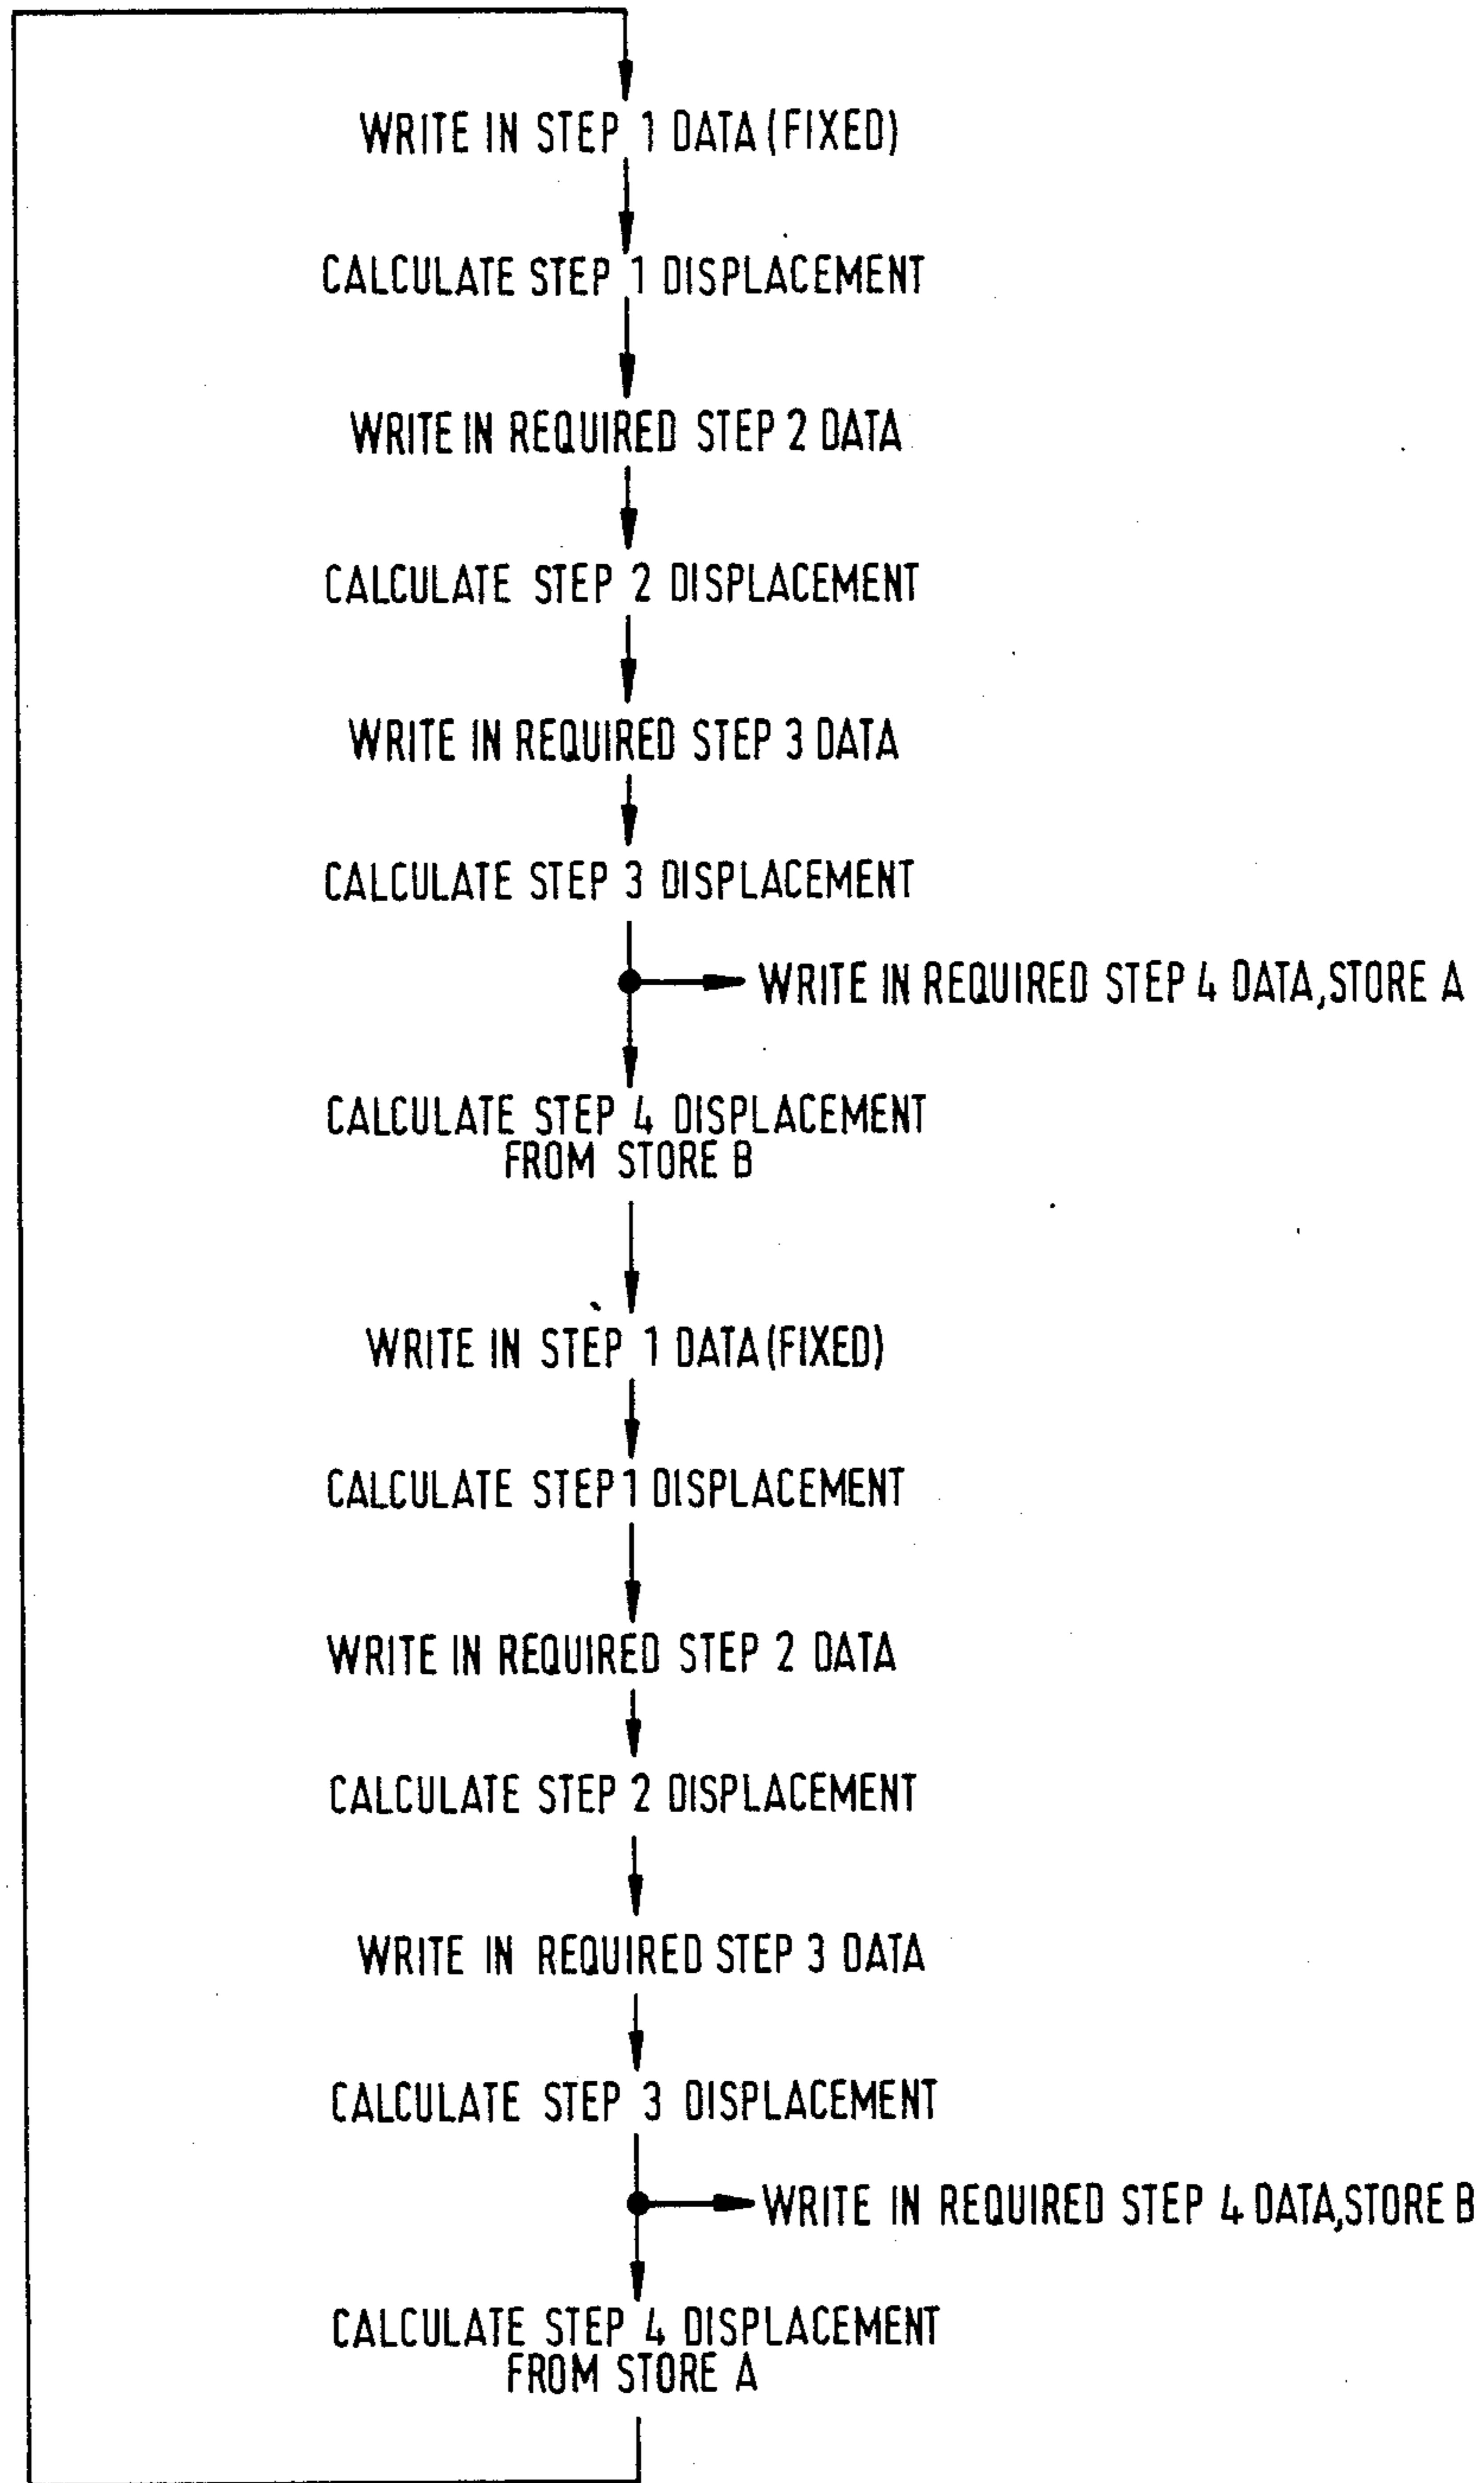 WRITE IN STEP 1 DATA (FIXED)
CALCULATE STEP 1 DISPLACEMENT
WRITE IN REQUIRED STEP 2 DATA
CALCULATE STEP 2 DISPLACEMENT
WRITE IN REQUIRED STEP 3 DATA
CALCULATE STEP 3 DISPLACEMENT
WRITE IN REQUIRED STEP 4 DATA, STORE A
CALCULATE STEP 4 DISPLACEMENT
FROM STORE B
WRITE IN STEP 1 DATA (FIXED)
CALCULATE STEP 1 DISPLACEMENT
WRITE IN REQUIRED STEP 2 DATA
CALCULATE STEP 2 DISPLACEMENT
WRITE IN REQUIRED STEP 3 DATA
CALCULATE STEP 3 DISPLACEMENT
WRITE IN REQUIRED STEP 4 DATA, STORE B
CALCULATE STEP 4 DISPLACEMENT
FROM STORE A